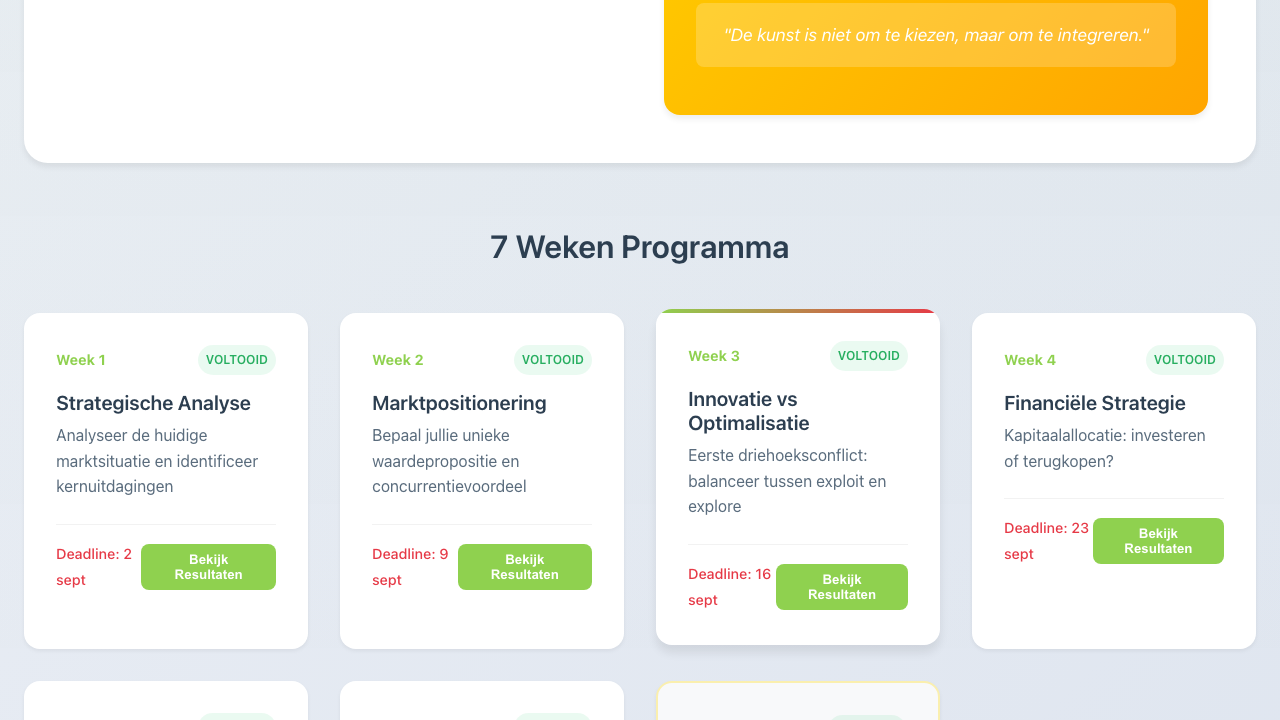 "De kunst is niet om te kiezen, maar om te integreren."
7 Weken Programma
Week 1
VOLTOOID
Strategische Analyse
Analyseer de huidige
marktsituatie en identificeer
kernuitdagingen
Deadline: 2
sept
Bekijk
Resultaten
Week 2
VOLTOOID
Marktpositionering
Bepaal jullie unieke
waardepropositie en
concurrentievoordeel
Deadline: 9
sept
Bekijk
Resultaten
Week 3
VOLTOOID
Innovatie vs
Optimalisatie
Eerste driehoeksconflict:
balanceer tussen exploit en
explore
Deadline: 16
sept
Bekijk
Resultaten
Week 4
VOLTOOID
Financiële Strategie
Kapitaalallocatie: investeren
of terugkopen?
Deadline: 23
sept
Bekijk
Resultaten